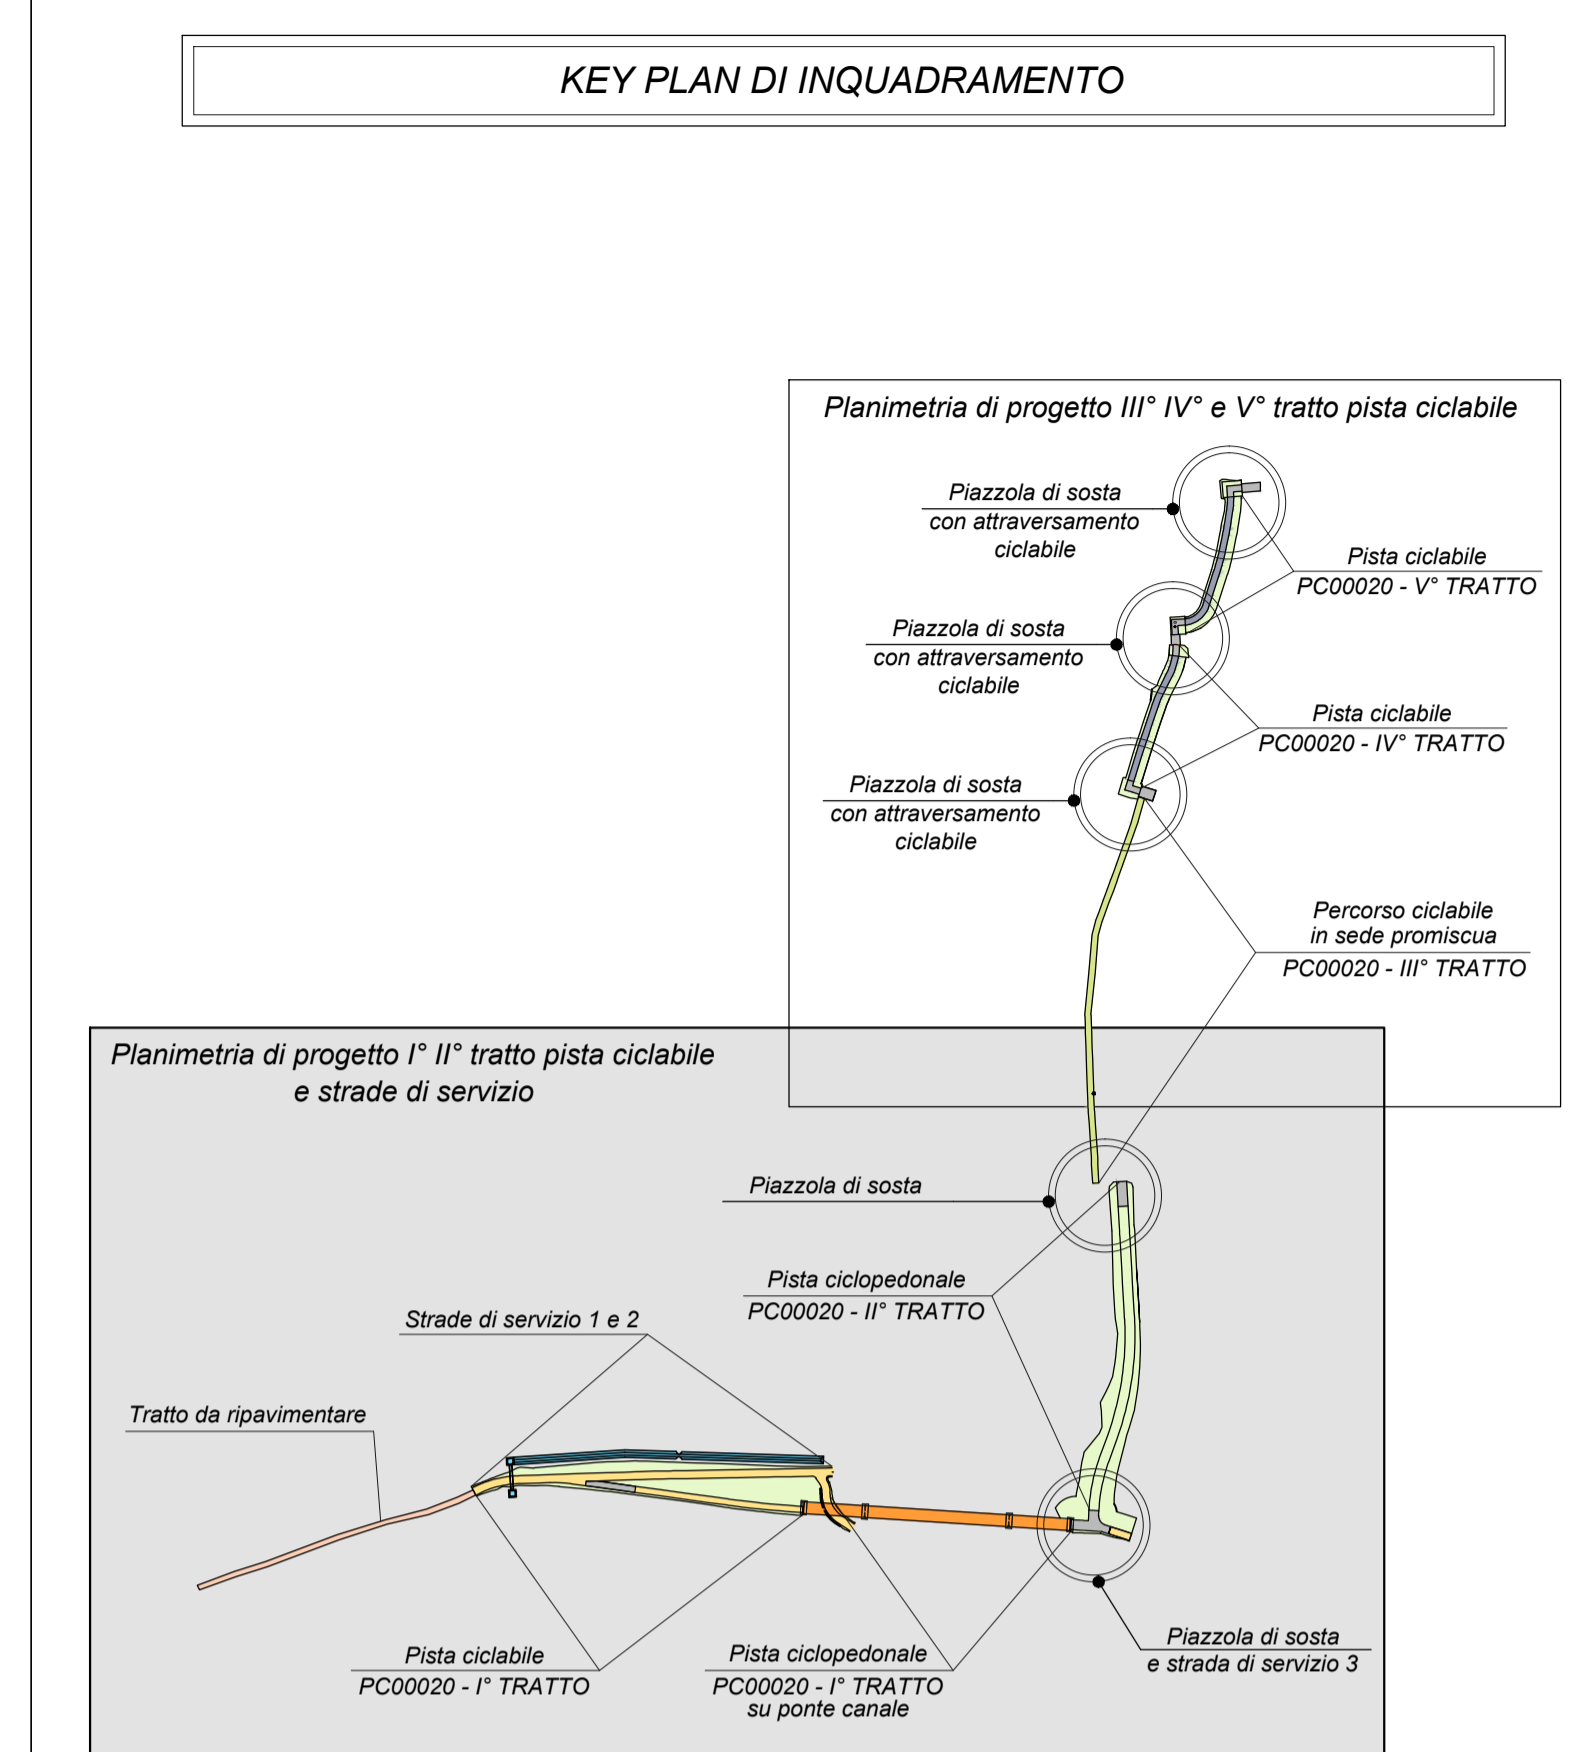 KEY PLAN DI INQUADRAMENTO
Planimetria di progetto III° IV° e V° tratto pista ciclabile
Piazzola di sosta
con attraversamento
ciclabile
Pista ciclabile
PC00020 - V° TRATTO
Piazzola di sosta
con attraversamento
ciclabile
Pista ciclabile
PC00020 - IV° TRATTO
Piazzola di sosta
con attraversamento
ciclabile
Percorso ciclabile
in sede promiscua
PC00020 - III° TRATTO
Planimetria di progetto I° II° tratto pista ciclabile
e strade di servizio
Piazzola di sosta
Pista ciclopedonale
PC00020 - II° TRATTO
Strade di servizio 1 e 2
Tratto da ripavimentare
Pista ciclabile
PC00020 - I° TRATTO
Pista ciclopedonale
PC00020 - I° TRATTO
su ponte canale
Piazzola di sosta
e strada di servizio 3